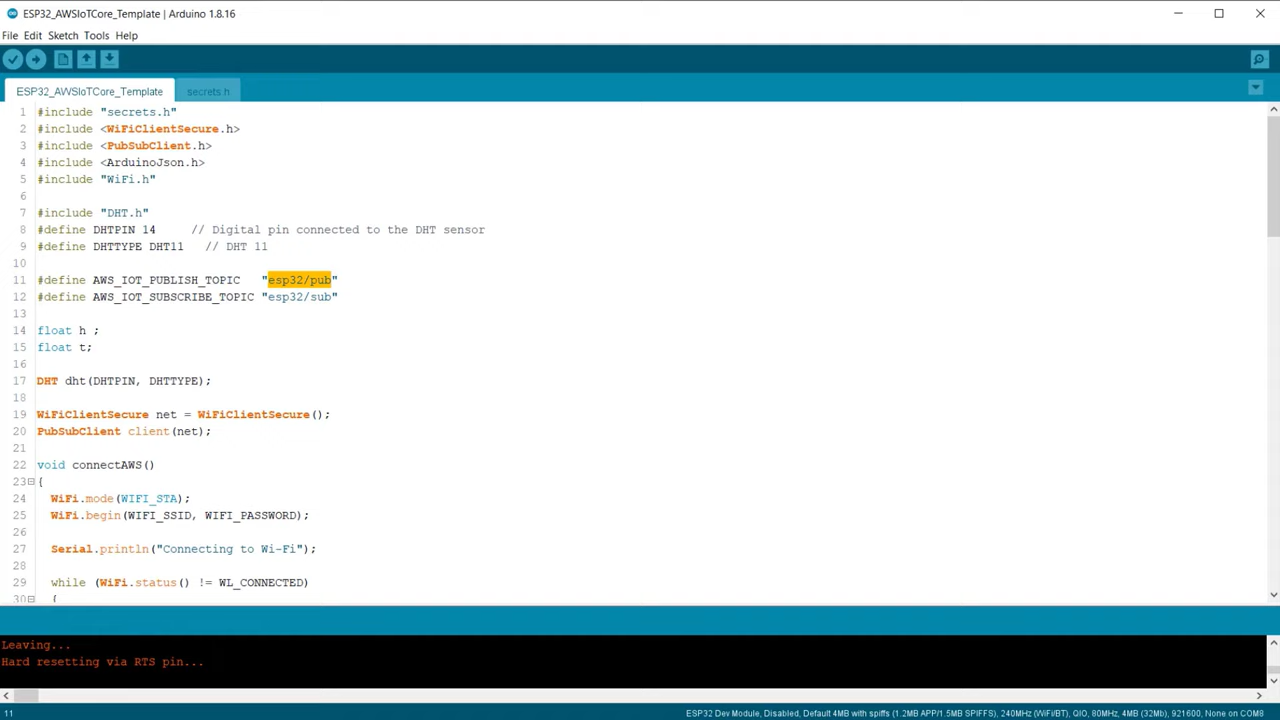 ESP32_AWSIoTCore_Template | Arduino 1.8.16
File Edit Sketch Tools Help
ESP32_AWSIoTCore_Template secrets.h
1 #include "secrets.h"
2 #include <WiFiClientSecure.h>
3 #include <PubSubClient.h>
4 #include <ArduinoJson.h>
5 #include "WiFi.h"
6
7 #include "DHT.h"
8 #define DHTPIN 14     // Digital pin connected to the DHT sensor
9 #define DHTTYPE DHT11   // DHT 11
10
11 #define AWS_IOT_PUBLISH_TOPIC   "esp32/pub"
12 #define AWS_IOT_SUBSCRIBE_TOPIC "esp32/sub"
13
14 float h ;
15 float t;
16
17 DHT dht(DHTPIN, DHTTYPE);
18
19 WiFiClientSecure net = WiFiClientSecure();
20 PubSubClient client(net);
21
22 void connectAWS()
23 {
24   WiFi.mode(WIFI_STA);
25   WiFi.begin(WIFI_SSID, WIFI_PASSWORD);
26
27   Serial.println("Connecting to Wi-Fi");
28
29   while (WiFi.status() != WL_CONNECTED)
30   {
Leaving...
Hard resetting via RTS pin...
11 ESP32 Dev Module, Disabled, Default 4MB with spiffs (1.2MB APP/1.5MB SPIFFS), 240MHz (WiFi/BT), QIO, 80MHz, 4MB (32Mb), 921600, None on COM8